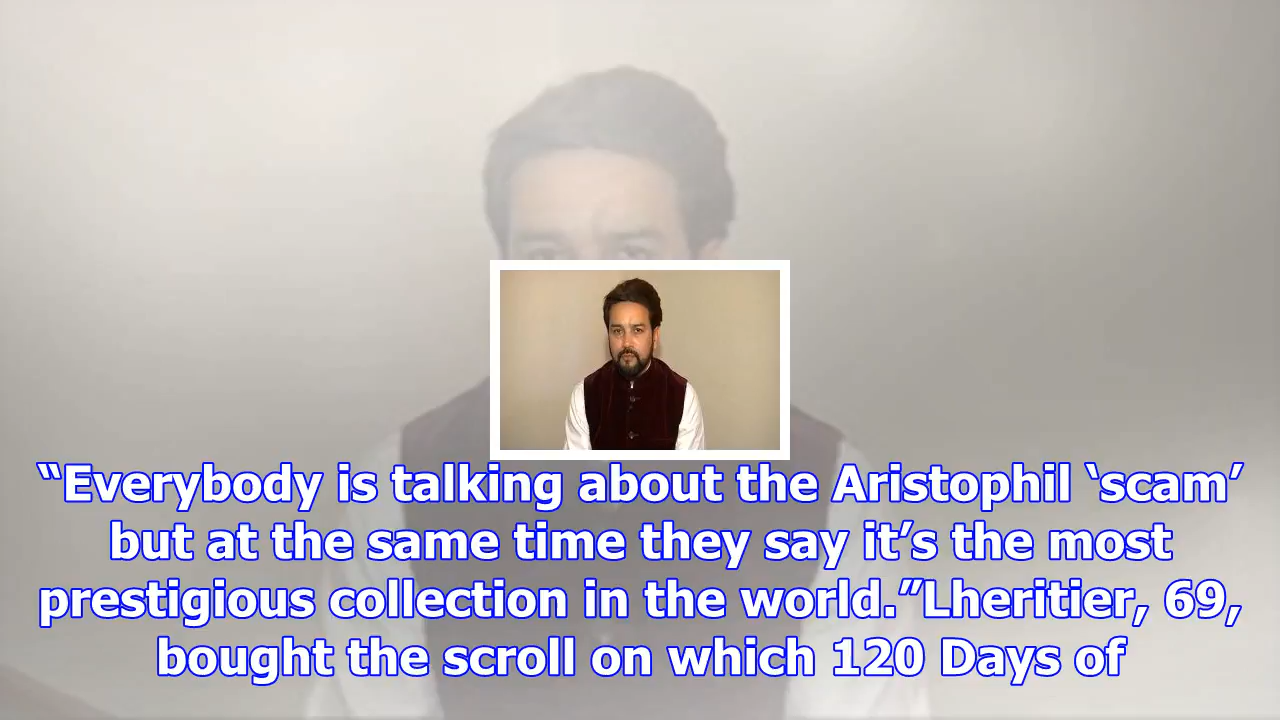 “Everybody is talking about the Aristophil ‘scam’
but at the same time they say it’s the most
prestigious collection in the world.”Lheritier, 69,
bought the scroll on which 120 Days of